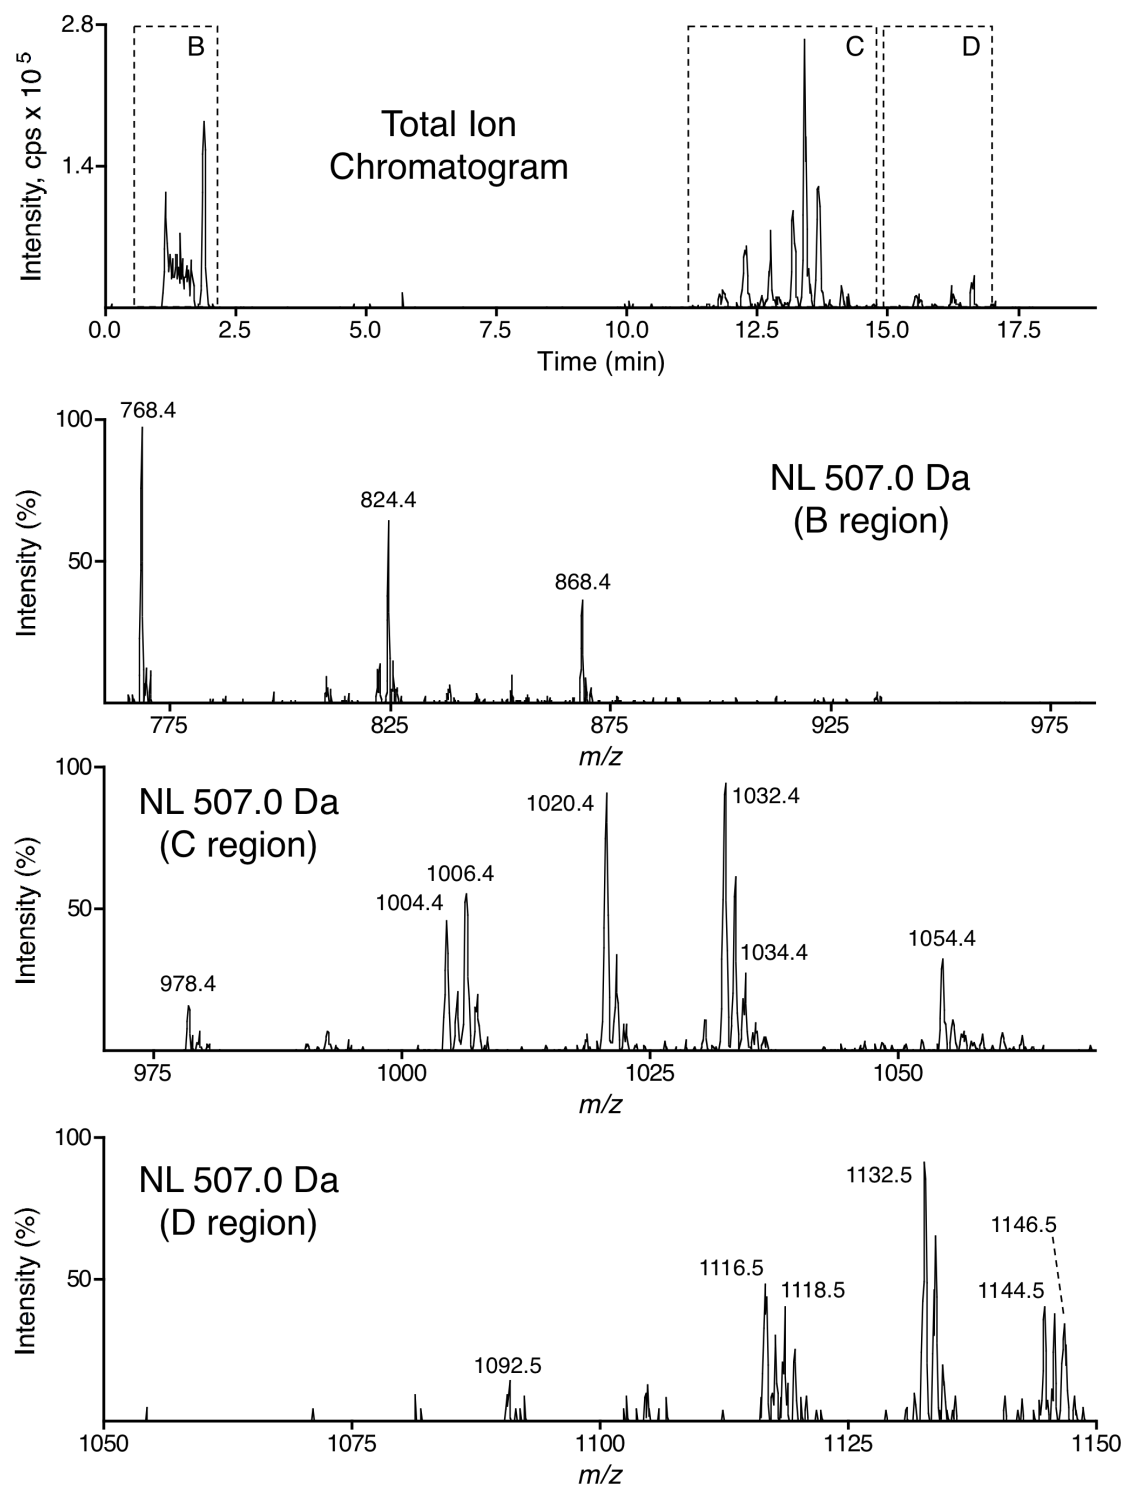 2.8
B
C
D
Total Ion
Chromatogram
1.4
Intensity, cps x 10 5
0.0 2.5 5.0 7.5 10.0 12.5 15.0 17.5
Time (min)
100
768.4
NL 507.0 Da
(B region)
824.4
50
868.4
Intensity (%)
775 825 875 925 975
m/z
100
NL 507.0 Da
(C region)
1020.4
1032.4
1006.4
1004.4
50
1034.4
1054.4
978.4
Intensity (%)
975 1000 1025 1050
m/z
100
NL 507.0 Da
(D region)
1132.5
1146.5
1116.5
50
1118.5
1144.5
1092.5
Intensity (%)
1050 1075 1100 1125 1150
m/z